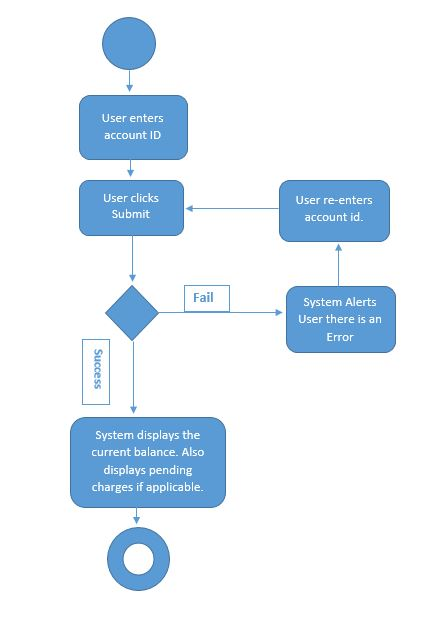 User enters
account ID
User clicks
Submit
User re-enters
account id.
Fail
System Alerts
User there is an
Error
Success
System displays the
current balance. Also
displays pending
charges if applicable.